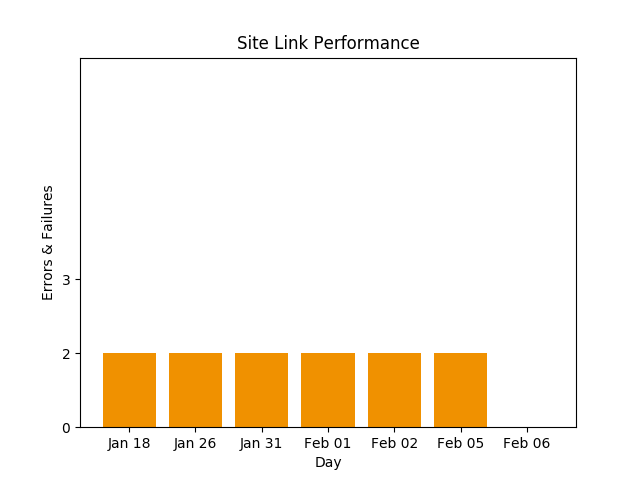 Site Link Performance
Errors & Failures
3
2
0
Jan 18 Jan 26 Jan 31 Feb 01 Feb 02 Feb 05 Feb 06
Day